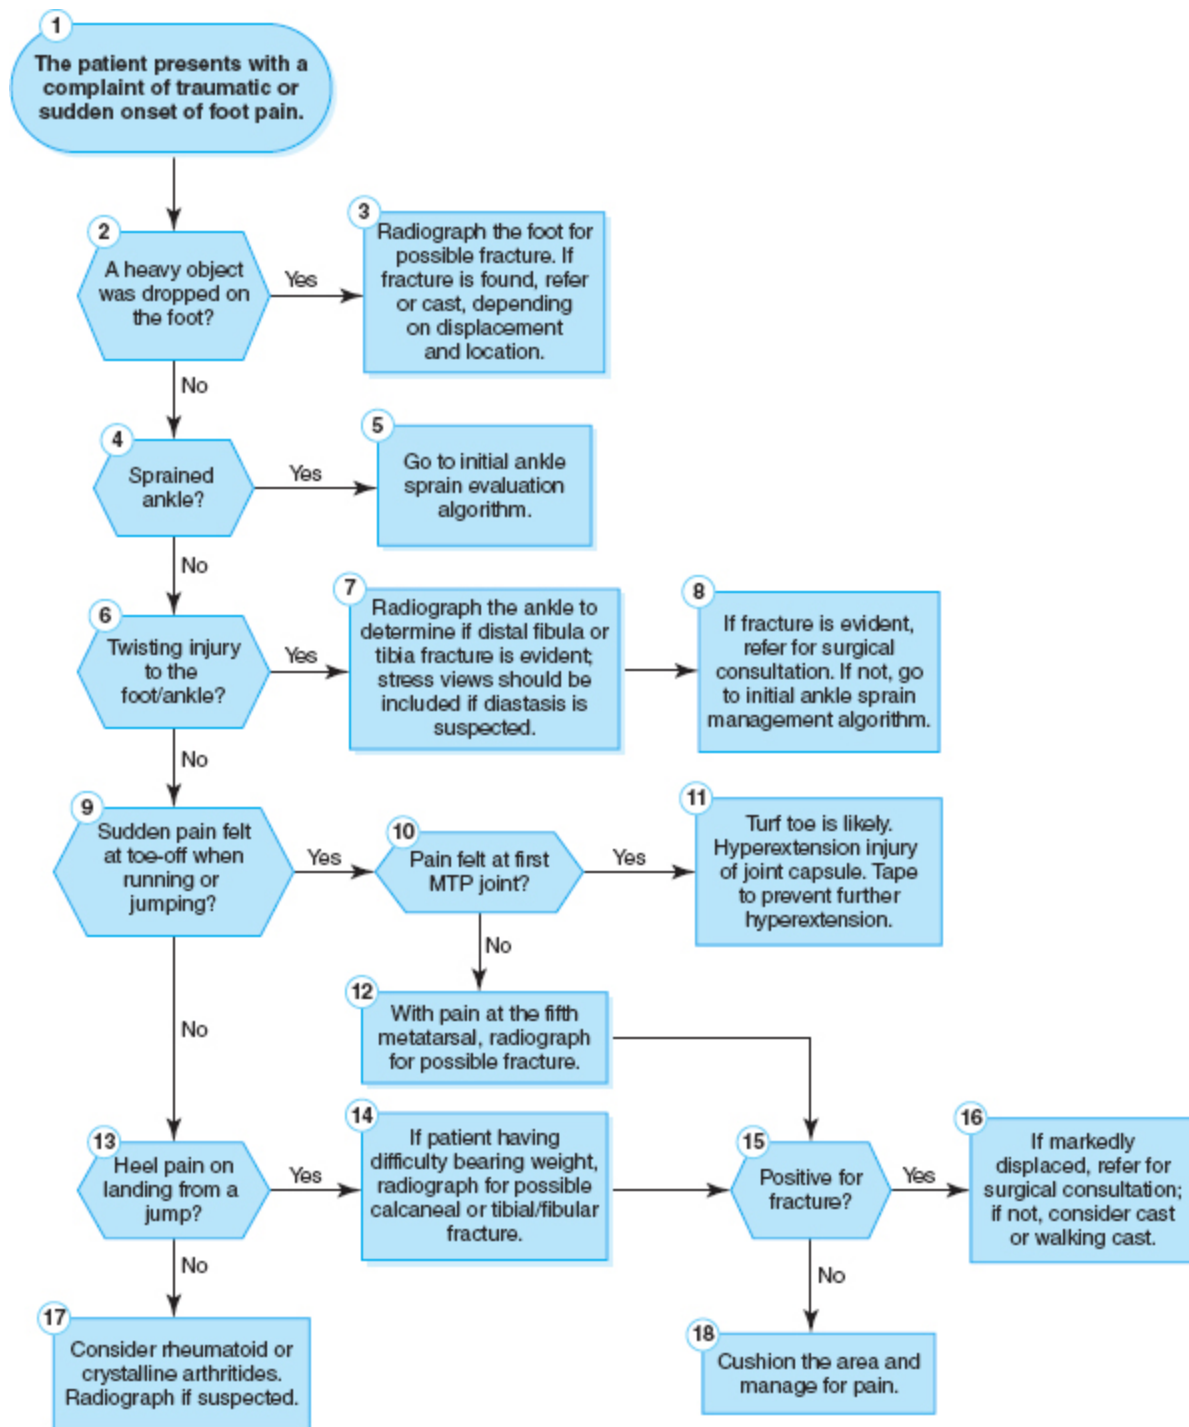 1
The patient presents with a
complaint of traumatic or
sudden onset of foot pain.
2
A heavy object
was dropped on
the foot?
Yes
3
Radiograph the foot for
possible fracture. If
fracture is found, refer
or cast, depending
on displacement
and location.
No
4
Sprained
ankle?
Yes
5
Go to initial ankle
sprain evaluation
algorithm.
No
6
Twisting injury
to the
foot/ankle?
Yes
7
Radiograph the ankle to
determine if distal fibula or
tibia fracture is evident;
stress views should be
included if diastasis is
suspected.
8
If fracture is evident,
refer for surgical
consultation. If not, go
to initial ankle sprain
management algorithm.
No
9
Sudden pain felt
at toe-off when
running or
jumping?
Yes
10
Pain felt at first
MTP joint?
Yes
11
Turf toe is likely.
Hyperextension injury
of joint capsule. Tape
to prevent further
hyperextension.
No
12
With pain at the fifth
metatarsal, radiograph
for possible fracture.
No
13
Heel pain on
landing from a
jump?
Yes
14
If patient having
difficulty bearing weight,
radiograph for possible
calcaneal or tibial/fibular
fracture.
15
Positive for
fracture?
Yes
16
If markedly
displaced, refer for
surgical consultation;
if not, consider cast
or walking cast.
No
17
Consider rheumatoid or
crystalline arthritides.
Radiograph if suspected.
No
18
Cushion the area and
manage for pain.